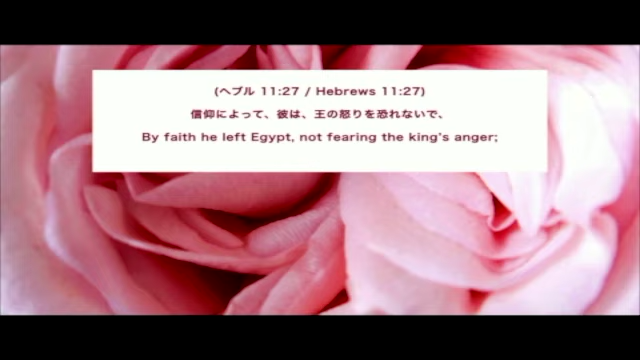 (ヘブル 11:27 / Hebrews 11:27)
信仰によって、彼は、王の怒りを恐れないで、
By faith he left Egypt, not fearing the king's anger;